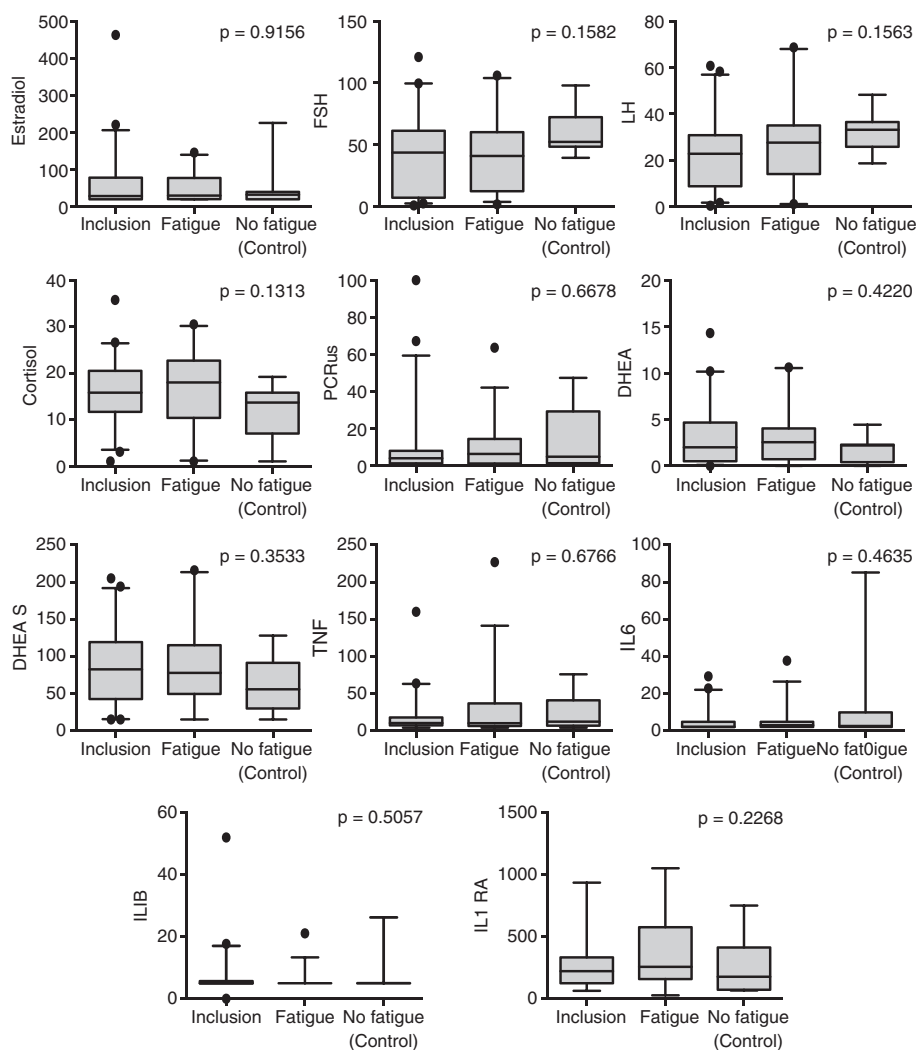 p = 0.9156
Estradiol
500
400
300
200
100
0
Inclusion Fatigue No fatigue
(Control)
p = 0.1582
FSH
150
100
50
0
Inclusion Fatigue No fatigue
(Control)
p = 0.1563
LH
80
60
40
20
0
Inclusion Fatigue No fatigue
(Control)
p = 0.1313
Cortisol
40
30
20
10
0
Inclusion Fatigue No fatigue
(Control)
p = 0.6678
PCRus
100
80
60
40
20
0
Inclusion Fatigue No fatigue
(Control)
p = 0.4220
DHEA
20
15
10
5
0
Inclusion Fatigue No fatigue
(Control)
p = 0.3533
DHEA S
250
200
150
100
50
0
Inclusion Fatigue No fatigue
(Control)
p = 0.6766
TNF
250
200
150
100
50
0
Inclusion Fatigue No fatigue
(Control)
p = 0.4635
IL6
100
80
60
40
20
0
Inclusion Fatigue No fat0igue
(Control)
p = 0.5057
ILIB
60
40
20
0
Inclusion Fatigue No fatigue
(Control)
p = 0.2268
IL1 RA
1500
1000
500
0
Inclusion Fatigue No fatigue
(Control)